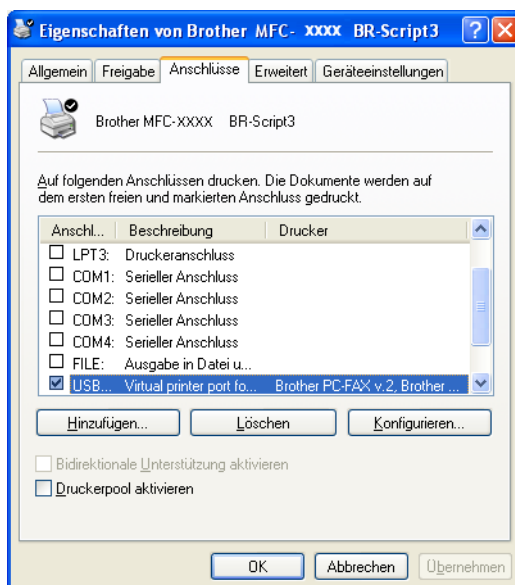 Eigenschaften von Brother MFC- XXXX BR-Script3
Allgemein Freigabe Anschlüsse Erweitert Geräteeinstellungen
Brother MFC-XXXX BR-Script3
Auf folgenden Anschlüssen drucken. Die Dokumente werden auf
dem ersten freien und markierten Anschluss gedruckt.
Anschl... Beschreibung Drucker
LPT3: Druckeranschluss
COM1: Serieller Anschluss
COM2: Serieller Anschluss
COM3: Serieller Anschluss
COM4: Serieller Anschluss
FILE: Ausgabe in Datei u...
USB... Virtual printer port fo... Brother PC-FAX v.2, Brother ...
Hinzufügen... Löschen Konfigurieren...
Bidirektionale Unterstützung aktivieren
Druckerpool aktivieren
OK Abbrechen Übernehmen